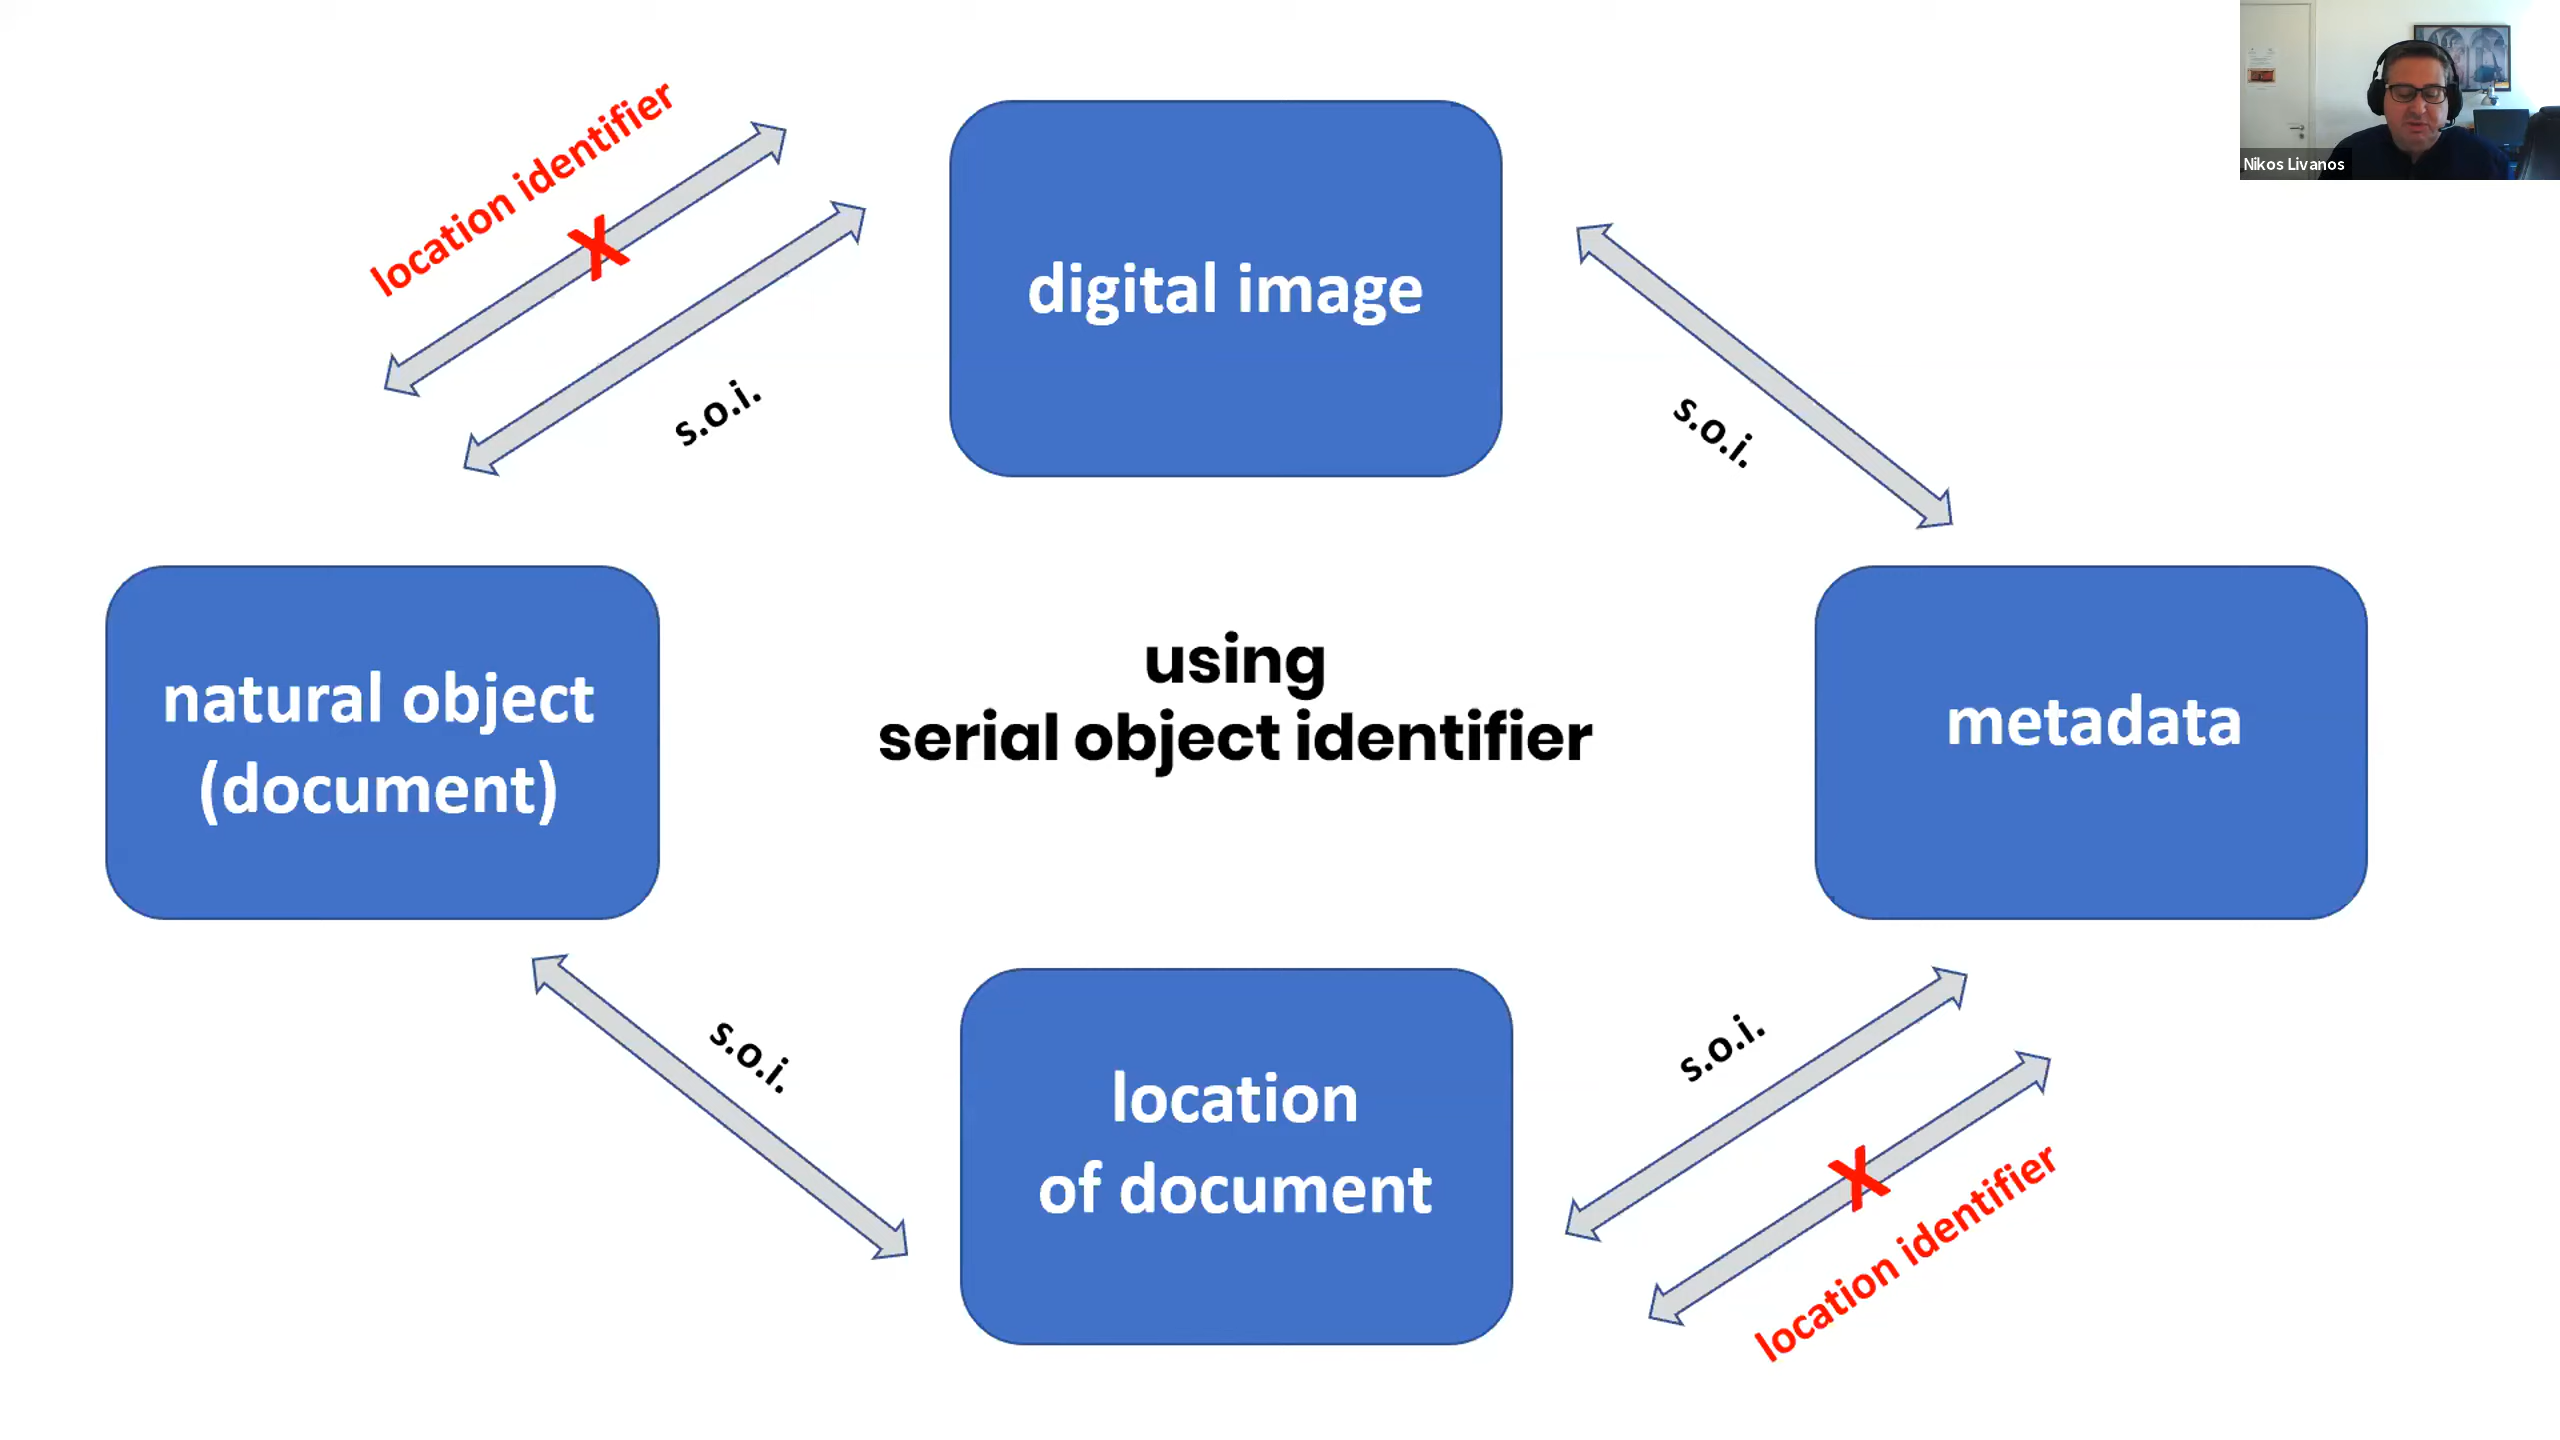 location identifier
X
s.o.i.
digital image
s.o.i.
Nikos Livanos
natural object
(document)
using
serial object identifier
metadata
s.o.i.
location
of document
s.o.i.
X
location identifier